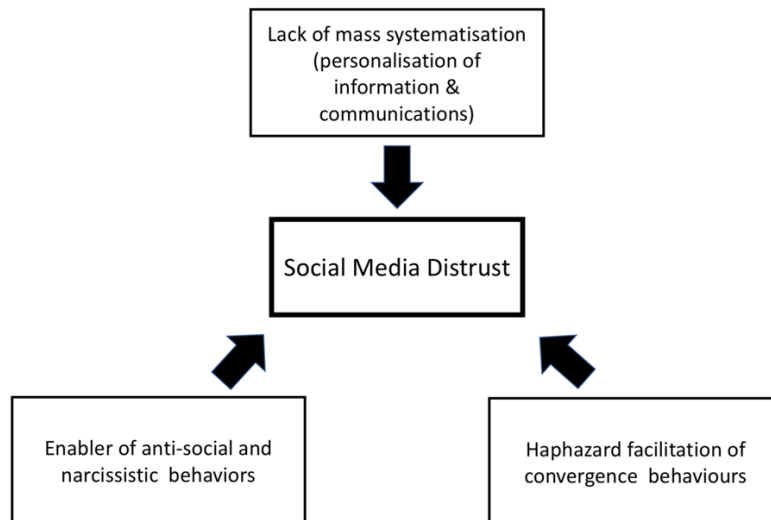 Lack of mass systematisation
(personalisation of
information &
communications)
Social Media Distrust
Enabler of anti-social and
narcissistic behaviors
Haphazard facilitation of
convergence behaviours